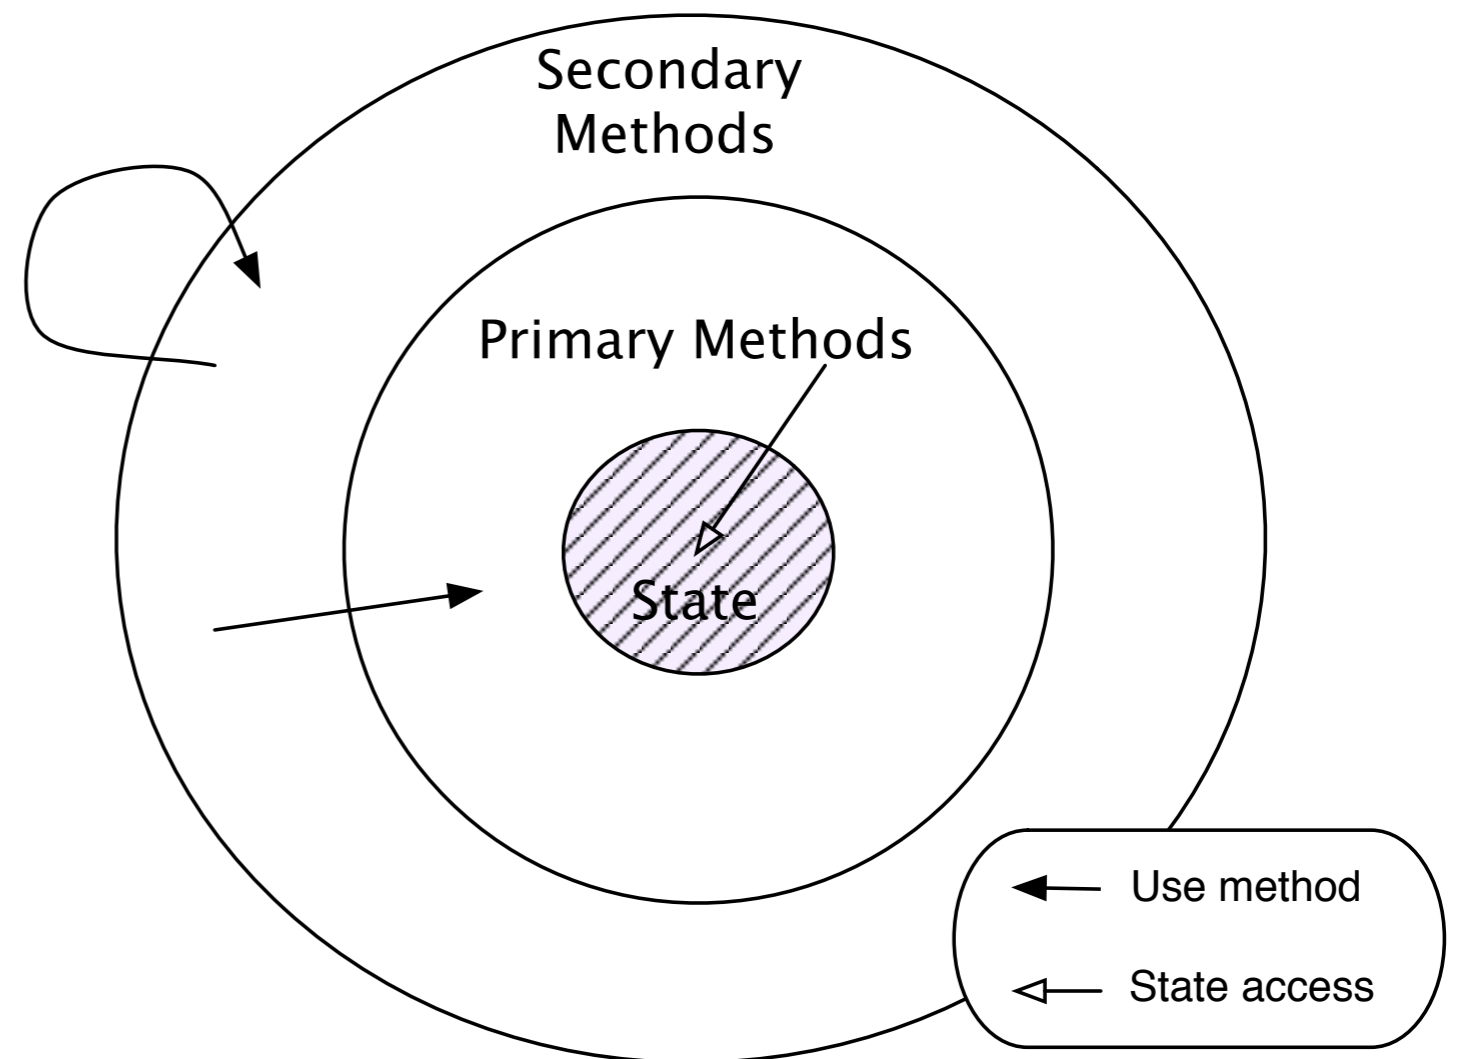 Secondary
Methods
Primary Methods
State
Use method
State access